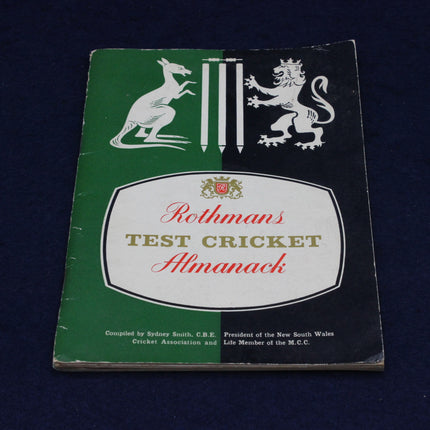 Rothmans
TEST CRICKET
Almanack
Compiled by Sydney Smith, C.B.E. President of the New South Wales
Cricket Association and Life Member of the M.C.C.